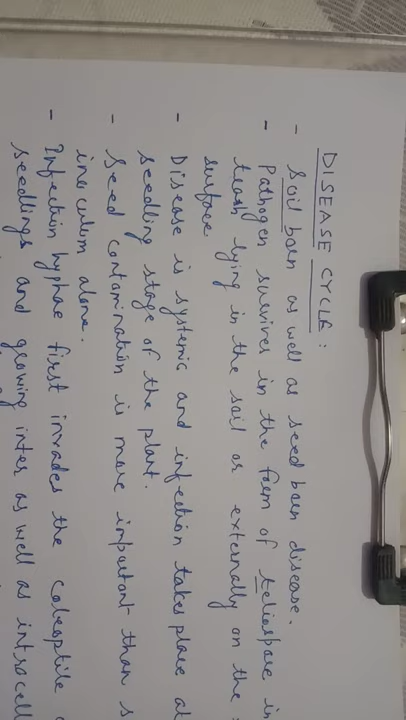 DISEASE CYCLE :
- Soil born as well as seed born disease.
- Pathogen survives in the form of teliospore in
trash lying in the soil or externally on the
surface
- Disease is systemic and infection takes place at
seedling stage of the plant.
- Seed contamination is more important than s
inoculum alone.
- Infection hyphae first invades the coleoptile
seedlings and growing inter as well as intracell